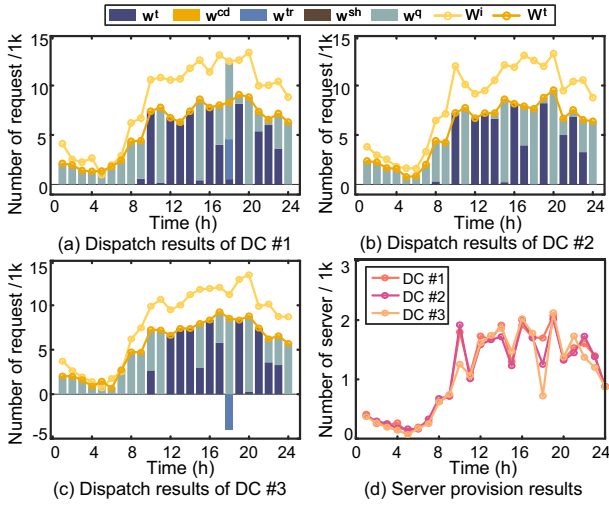 w^t w^cd w^tr w^sh w^q W^i W^t
Number of request /1k
15
10
5
0
0 4 8 12 16 20 24
Time (h)
(a) Dispatch results of DC #1
Number of request /1k
15
10
5
0
0 4 8 12 16 20 24
Time (h)
(b) Dispatch results of DC #2
Number of request /1k
15
10
5
0
-5
0 4 8 12 16 20 24
Time (h)
(c) Dispatch results of DC #3
Number of server / 1k
3
2
1
0
DC #1
DC #2
DC #3
0 4 8 12 16 20 24
Time (h)
(d) Server provision results